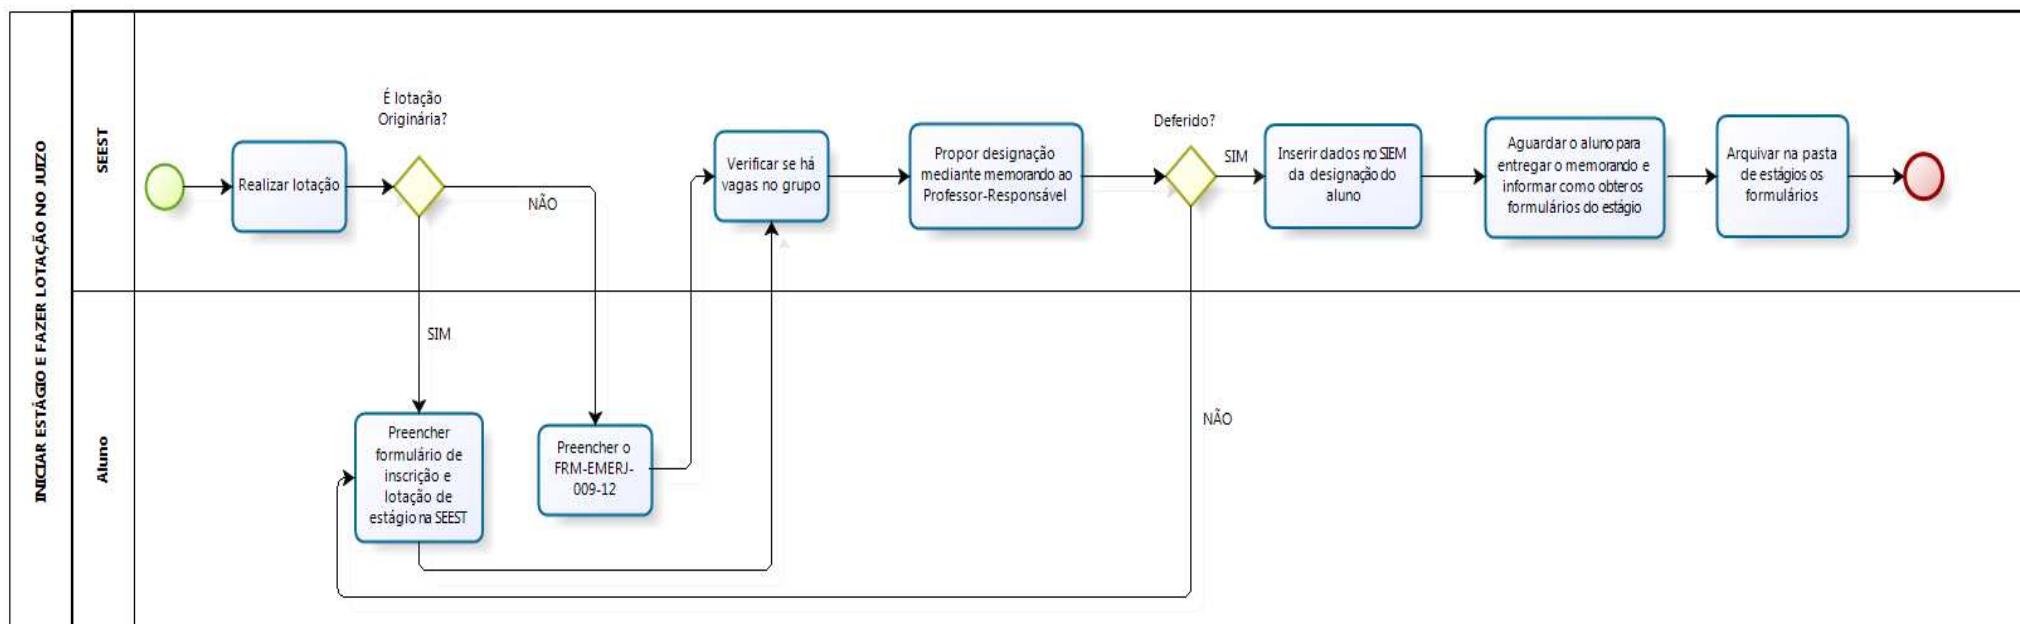 INICIAR ESTÁGIO E FAZER LOTAÇÃO NO JUIZO
SEEST
Realizar lotação
É lotação
Originária?
NÃO
SIM
Verificar se há
vagas no grupo
Propor designação
mediante memorando ao
Professor-Responsável
Deferido?
SIM
Inserir dados no SIEM
da designação do
aluno
Aguardar o aluno para
entregar o memorando e
informar como obter os
formulários do estágio
Arquivar na pasta
de estágios os
formulários
Aluno
Preencher
formulário de
inscrição e
lotação de
estágio na SEEST
Preencher o
FRM-EMERJ-
009-12
NÃO